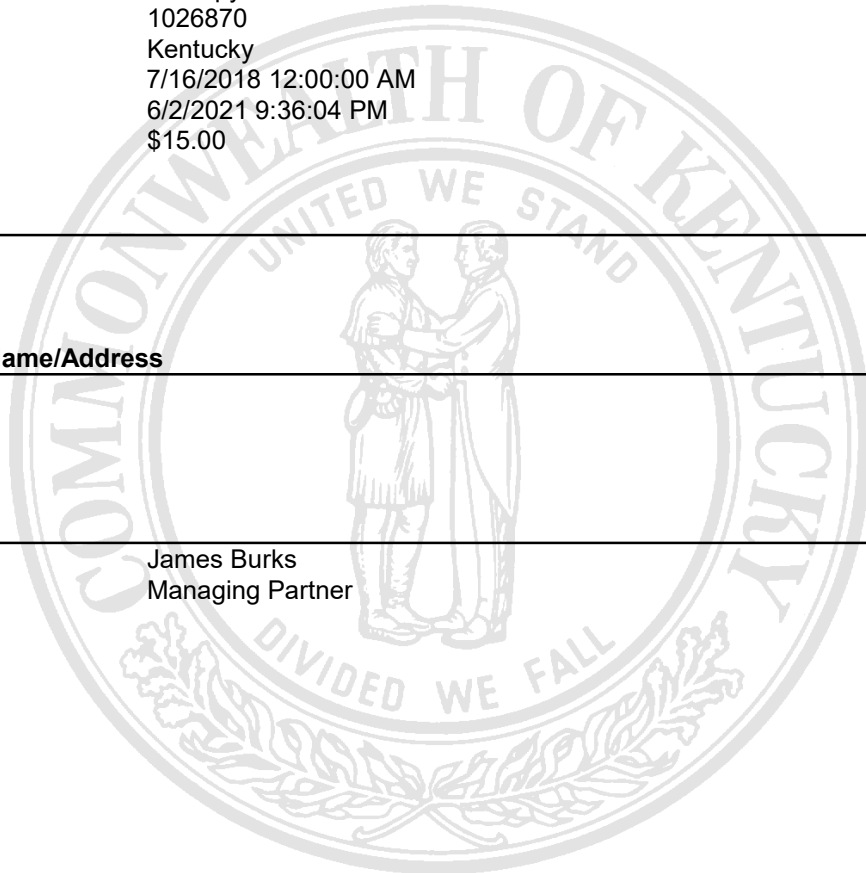 1026870
Kentucky
7/16/2018 12:00:00 AM
6/2/2021 9:36:04 PM
$15.00
COMMONWEALTH OF KENTUCKY
UNITED WE STAND
ame/Address
James Burks
Managing Partner
DIVIDED WE FALL